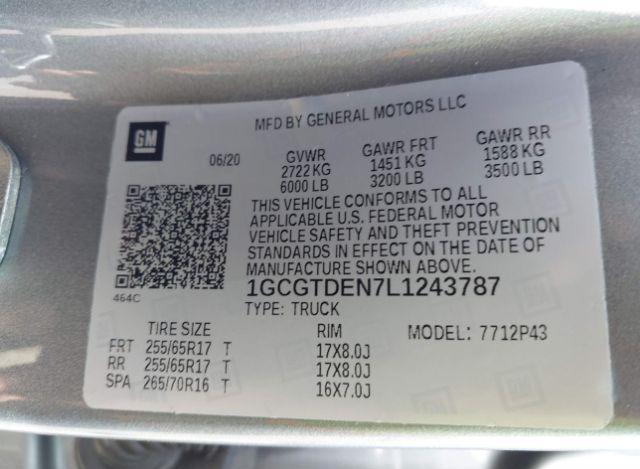 GM
MFD BY GENERAL MOTORS LLC
06/20
GVWR GAWR FRT GAWR RR
2722 KG 1451 KG 1588 KG
6000 LB 3200 LB 3500 LB
THIS VEHICLE CONFORMS TO ALL
APPLICABLE U.S. FEDERAL MOTOR
VEHICLE SAFETY AND THEFT PREVENTION
STANDARDS IN EFFECT ON THE DATE OF
MANUFACTURE SHOWN ABOVE.
464C
1GCGTDEN7L1243787
TYPE: TRUCK
TIRE SIZE RIM MODEL: 7712P43
FRT 255/65R17 T 17X8.0J
RR 255/65R17 T 17X8.0J
SPA 265/70R16 T 16X7.0J